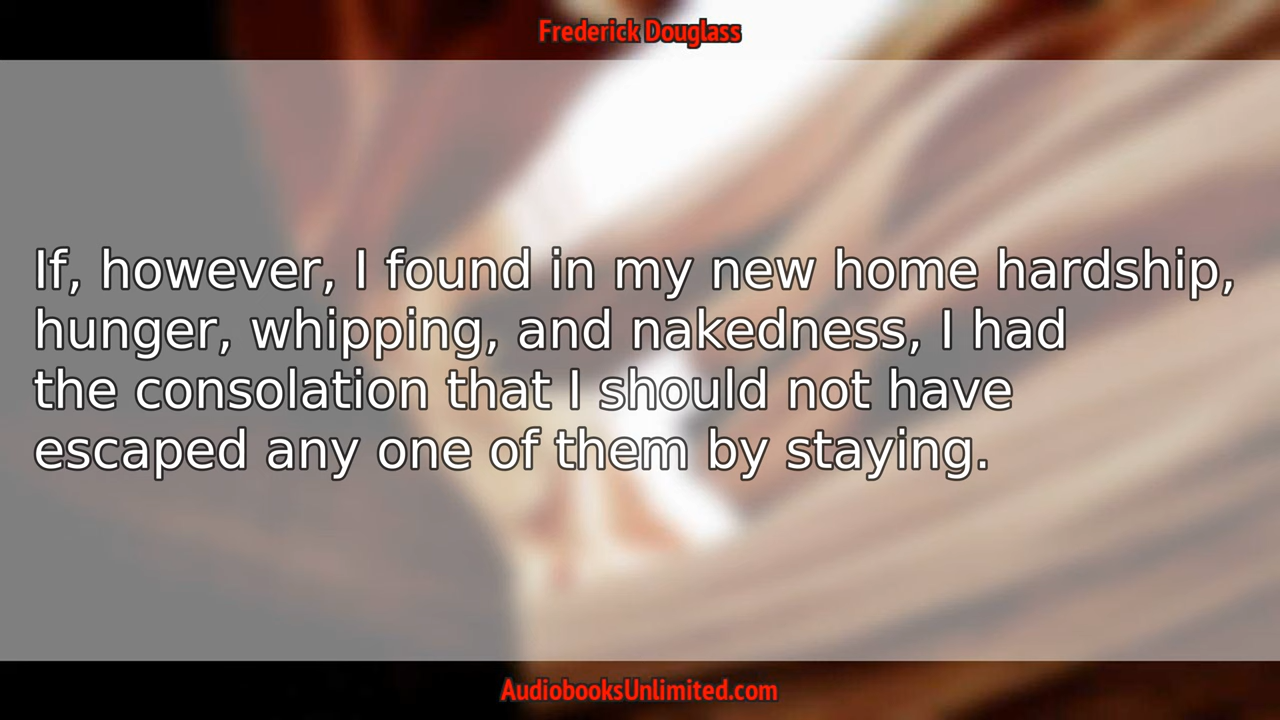 Frederick Douglass
If, however, I found in my new home hardship,
hunger, whipping, and nakedness, I had
the consolation that I should not have
escaped any one of them by staying.
AudiobooksUnlimited.com